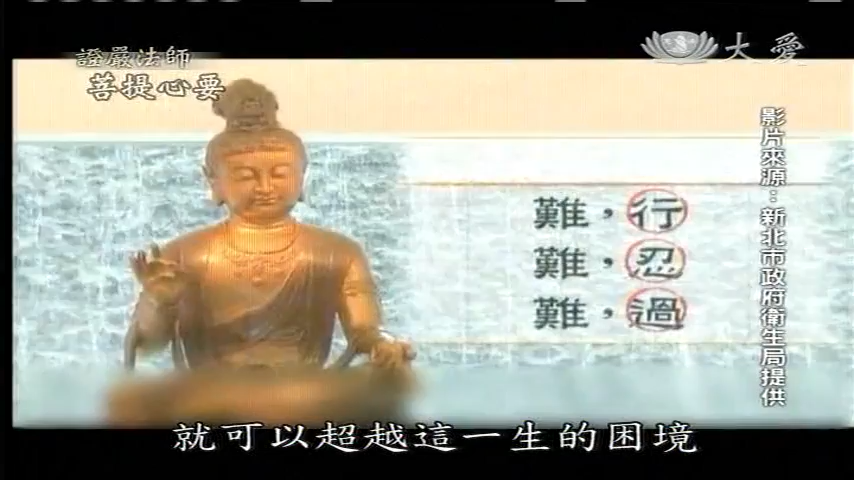 證嚴法師
菩提心要
大愛
難，行
難，忍
難，過
影片來源：新北市政府衛生局提供
就可以超越這一生的困境